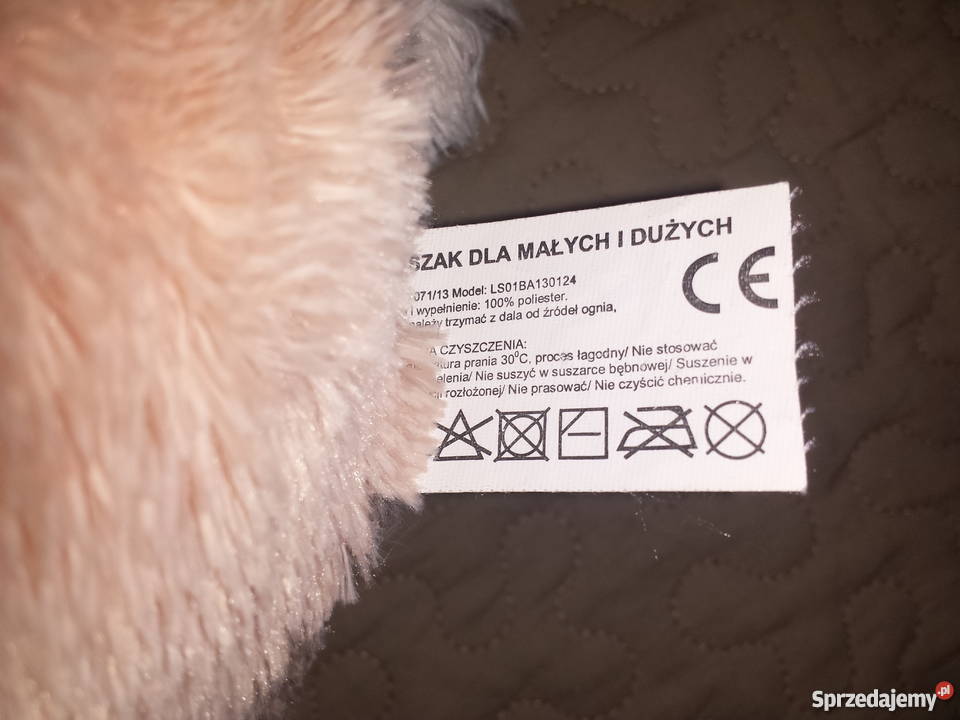 SZAK DLA MAŁYCH I DUŻYCH
CE
071/13 Model: LS01BA130124
i wypełnienie: 100% poliester.
należy trzymać z dala od źródeł ognia,
A CZYSZCZENIA:
atura prania 30°C, proces łagodny/ Nie stosować
elenia/ Nie suszyć w suszarce bębnowej/ Suszenie w
rozłożonej/ Nie prasować/ Nie czyścić chemicznie.
Sprzedajemy.pl